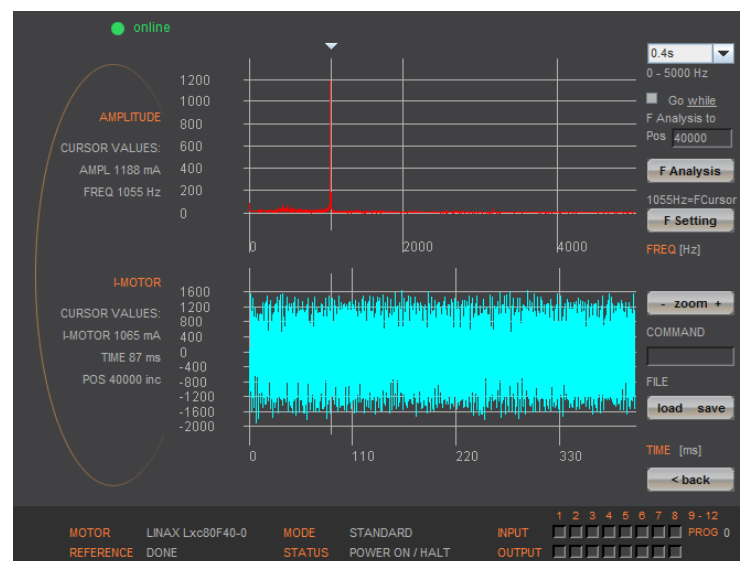 online
0.4s
0 - 5000 Hz
Go while
F Analysis to
Pos 40000
F Analysis
1055Hz=FCursor
F Setting
FREQ [Hz]
AMPLITUDE
CURSOR VALUES:
AMPL 1188 mA
FREQ 1055 Hz
1200
1000
800
600
400
200
0
0 2000 4000
I-MOTOR
CURSOR VALUES:
I-MOTOR 1065 mA
TIME 87 ms
POS 40000 inc
1600
1200
800
400
0
-400
-800
-1200
-1600
-2000
0 110 220 330
- zoom +
COMMAND
FILE
load save
TIME [ms]
< back
1 2 3 4 5 6 7 8 9 - 12
MOTOR LINAX Lxc80F40-0 MODE STANDARD INPUT PROG 0
REFERENCE DONE STATUS POWER ON / HALT OUTPUT